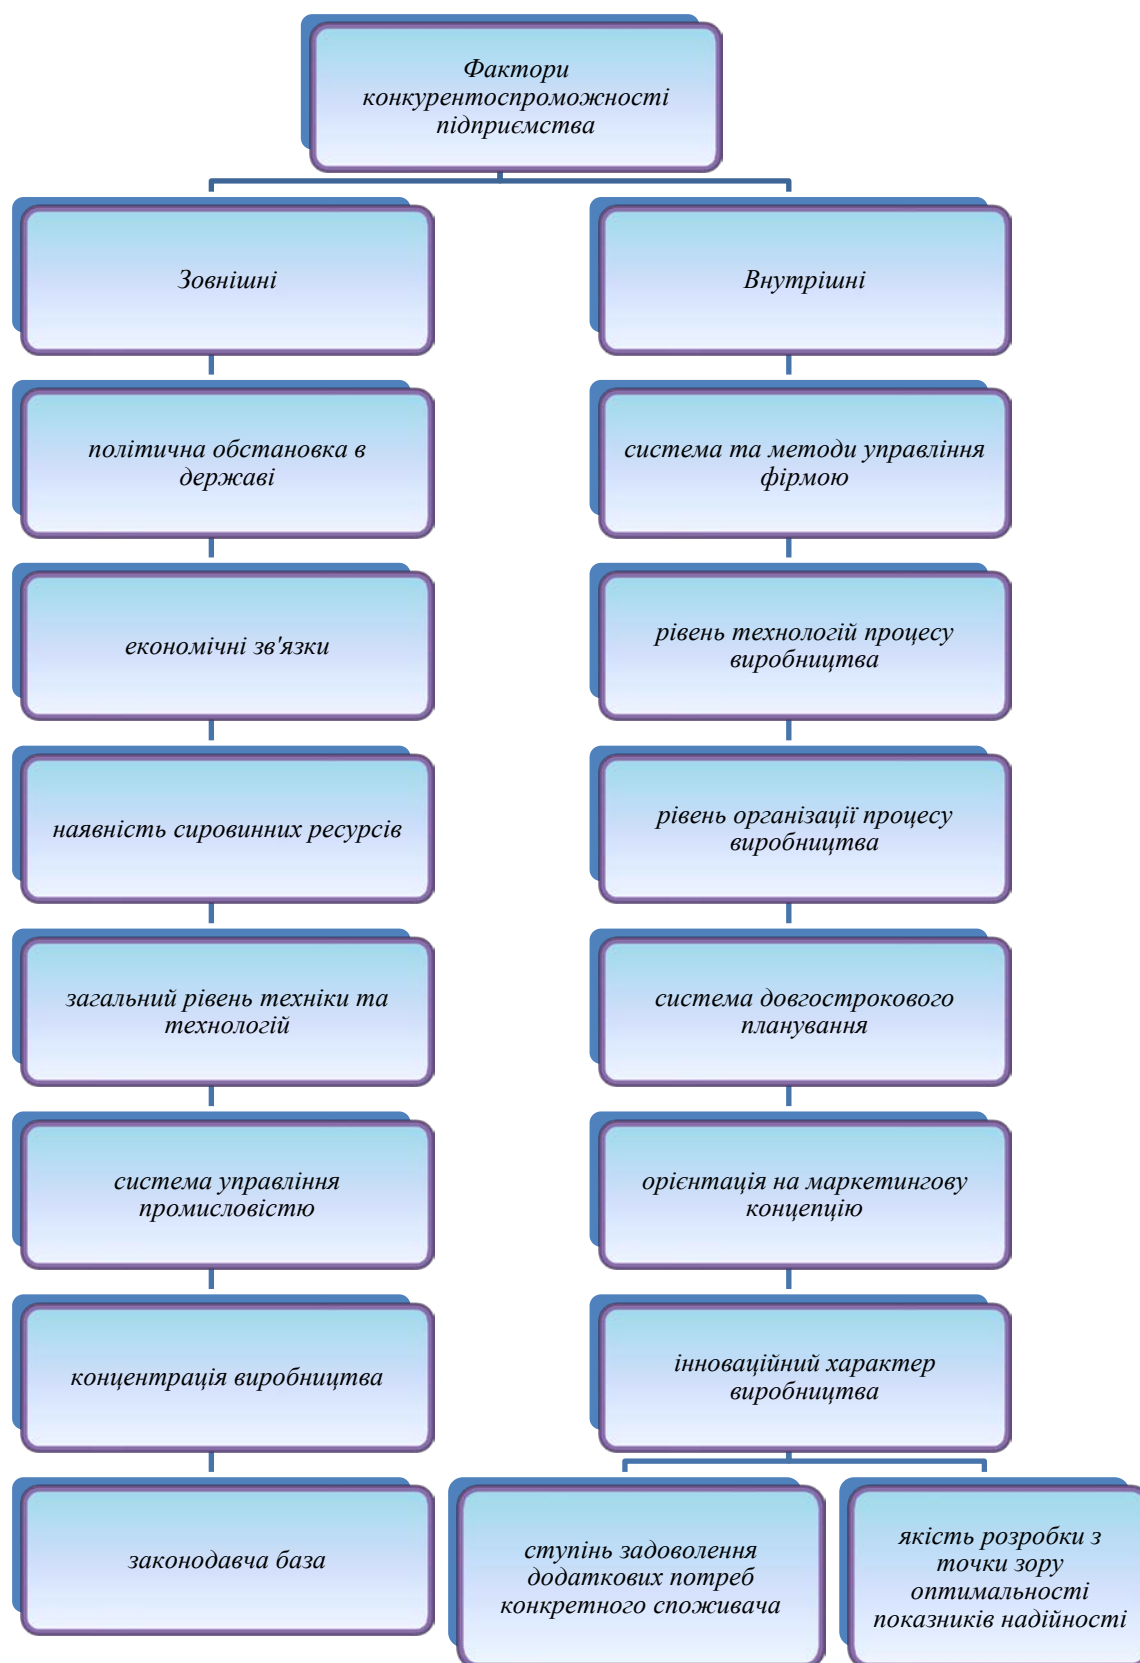 Фактори
конкурентоспроможності
підприємства
Зовнішні
Внутрішні
політична обстановка в
державі
система та методи управління
фірмою
економічні зв'язки
рівень технологій процесу
виробництва
наявність сировинних ресурсів
рівень організації процесу
виробництва
загальний рівень техніки та
технологій
система довгострокового
планування
система управління
промисловістю
орієнтація на маркетингову
концепцію
концентрація виробництва
інноваційний характер
виробництва
законодавча база
ступінь задоволення
додаткових потреб
конкретного споживача
якість розробки з
точки зору
оптимальності
показників надійності